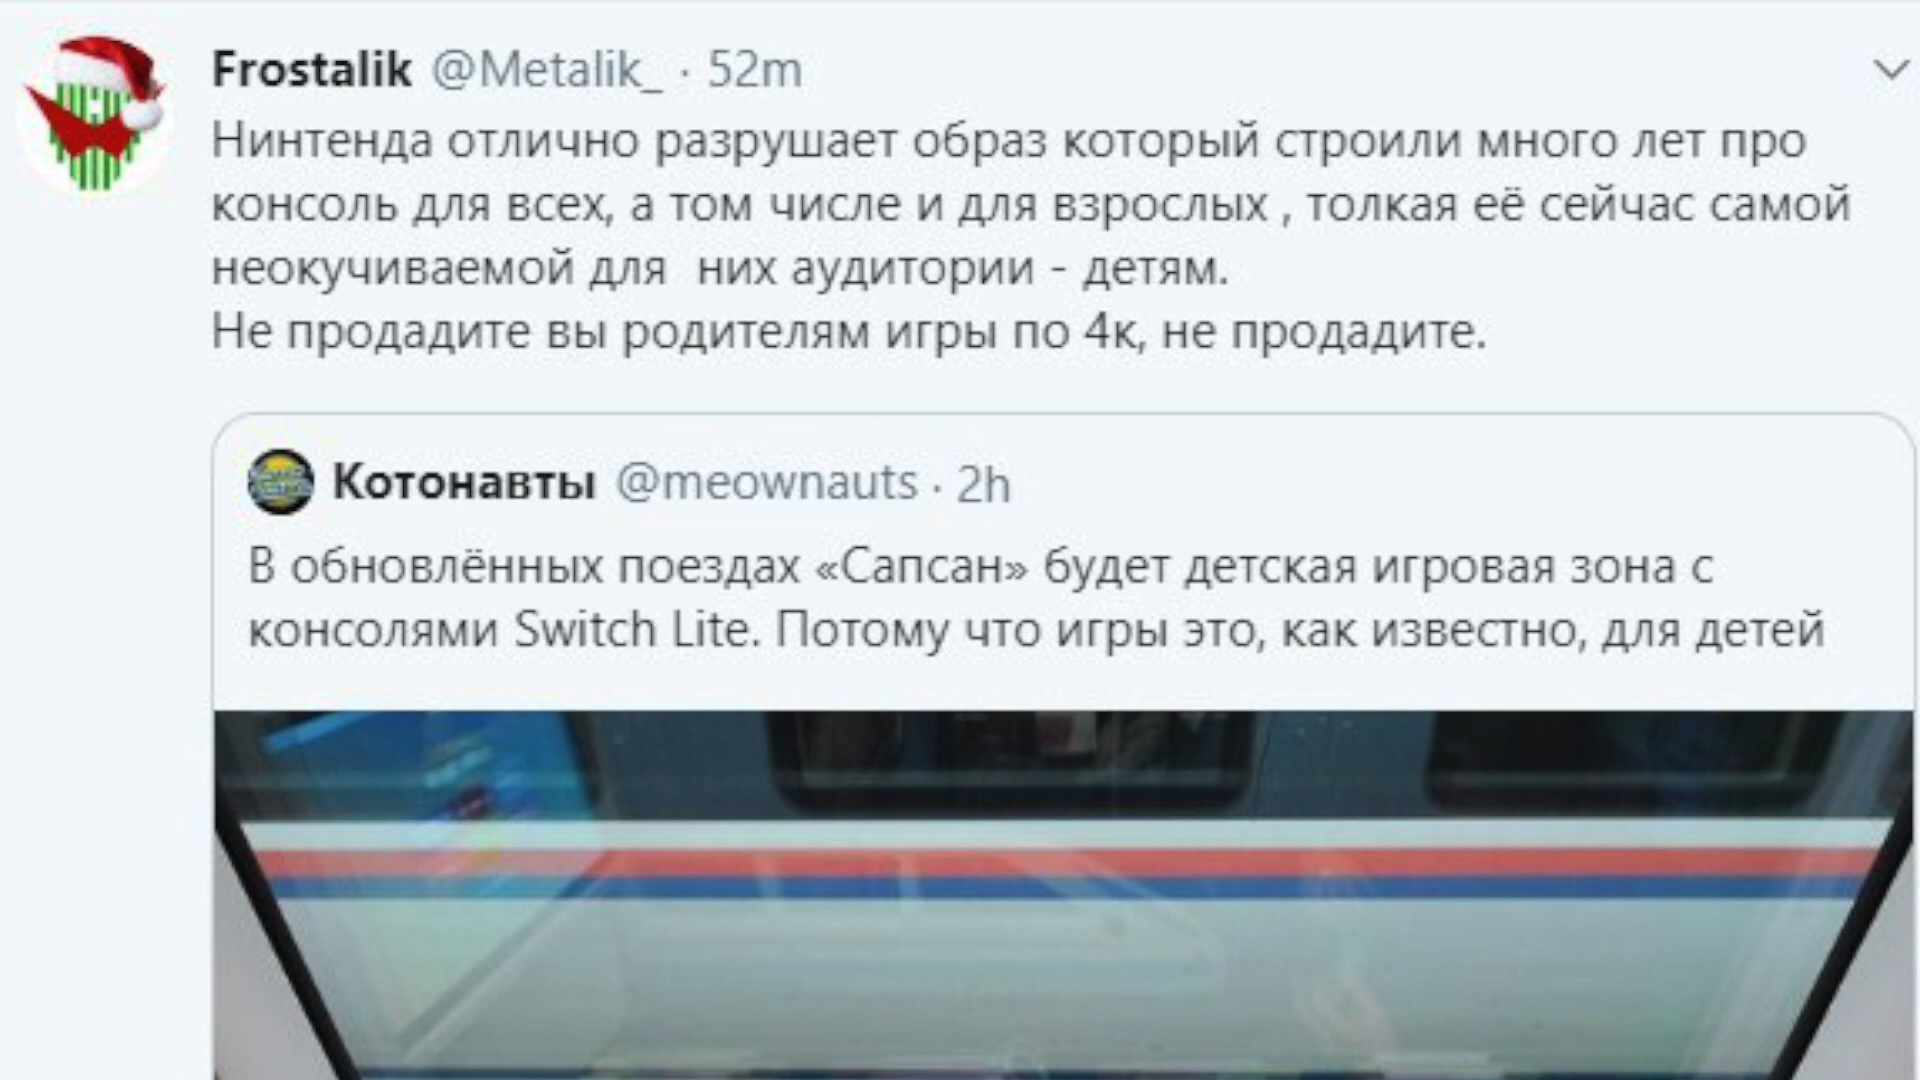 Frostalik @Metalik_ · 52m
Нинтенда отлично разрушает образ который строили много лет про
консоль для всех, а том числе и для взрослых , толкая её сейчас самой
неокучиваемой для  них аудитории - детям.
Не продадите вы родителям игры по 4к, не продадите.
Котонавты @meownauts · 2h
В обновлённых поездах «Сапсан» будет детская игровая зона с
консолями Switch Lite. Потому что игры это, как известно, для детей